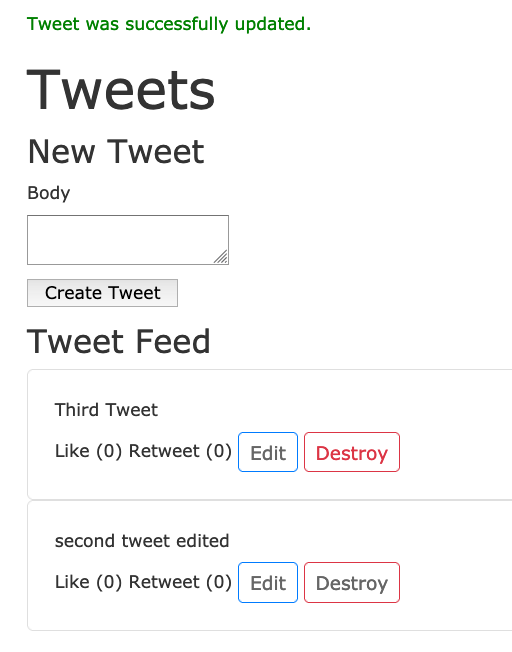 Tweet was successfully updated.
Tweets
New Tweet
Body
Create Tweet
Tweet Feed
Third Tweet
Like (0) Retweet (0) Edit Destroy
second tweet edited
Like (0) Retweet (0) Edit Destroy